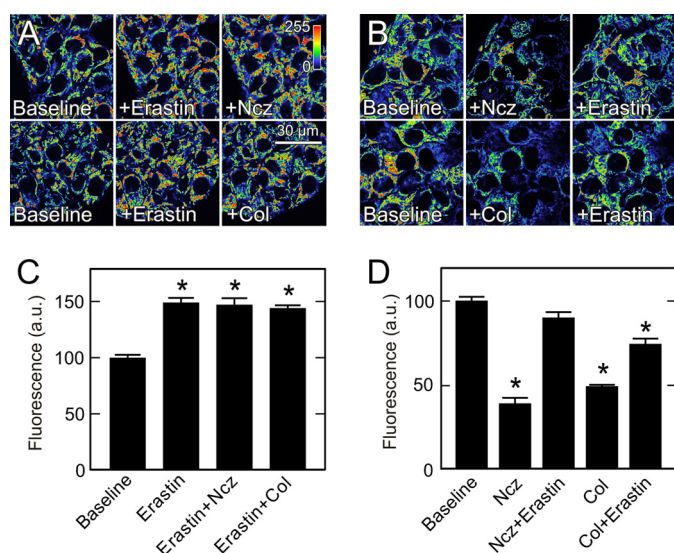 A
255
0
Baseline
+Erastin
+Ncz
30 µm
Baseline
+Erastin
+Col
B
Baseline
+Ncz
+Erastin
Baseline
+Col
+Erastin
C
Fluorescence (a.u.)
150
100
50
0
* * *
Baseline
Erastin
Erastin+Ncz
Erastin+Col
D
Fluorescence (a.u.)
100
50
0
* * *
Baseline
Ncz
Ncz+Erastin
Col
Col+Erastin